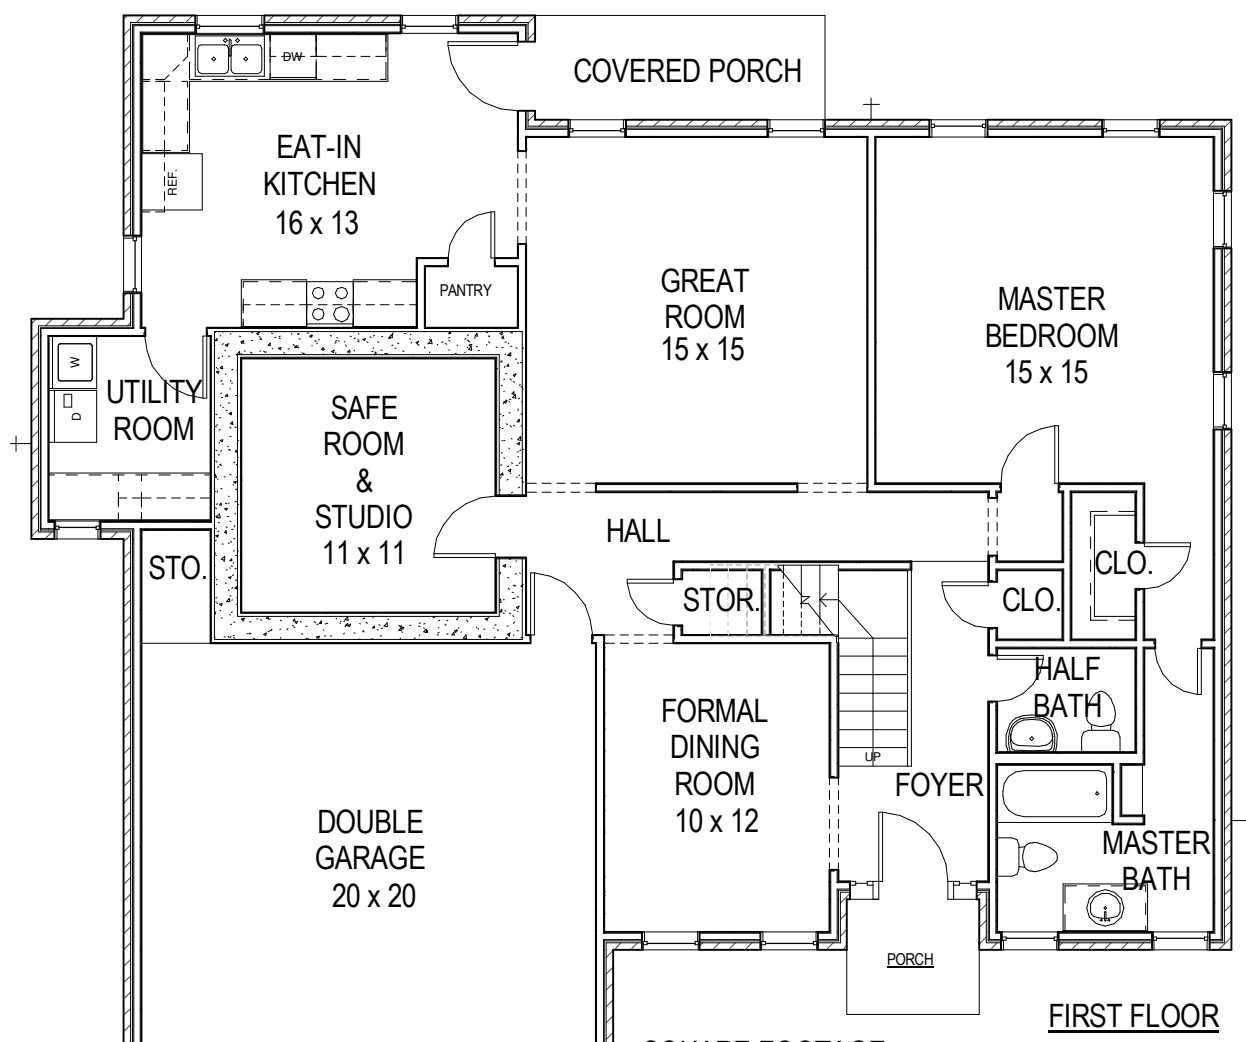 COVERED PORCH
DW
EAT-IN
KITCHEN
16 x 13
REF.
PANTRY
GREAT
ROOM
15 x 15
MASTER
BEDROOM
15 x 15
W
D
UTILITY
ROOM
SAFE
ROOM
&
STUDIO
11 x 11
HALL
STO.
STOR.
CLO.
CLO.
HALF
BATH
FORMAL
DINING
ROOM
10 x 12
UP
FOYER
DOUBLE
GARAGE
20 x 20
MASTER
BATH
PORCH
FIRST FLOOR
SQUARE FOOTAGE